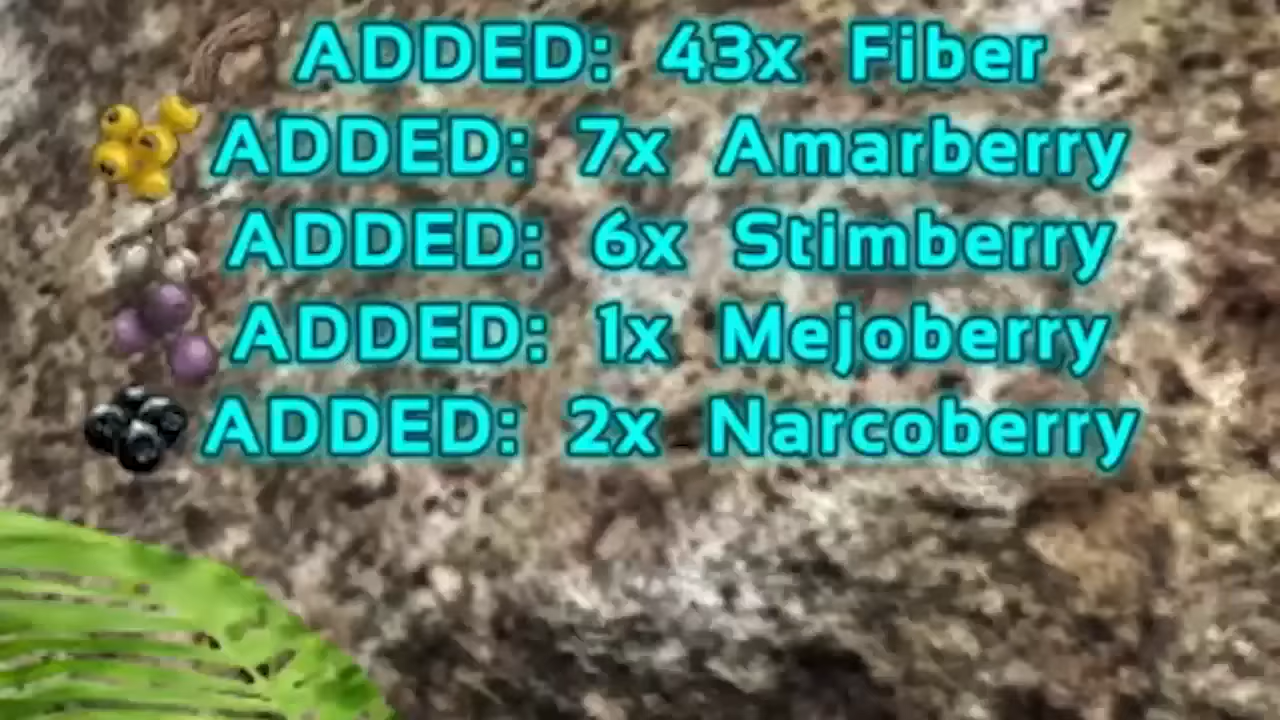 ADDED: 43x Fiber
ADDED: 7x Amarberry
ADDED: 6x Stimberry
ADDED: 1x Mejoberry
ADDED: 2x Narcoberry